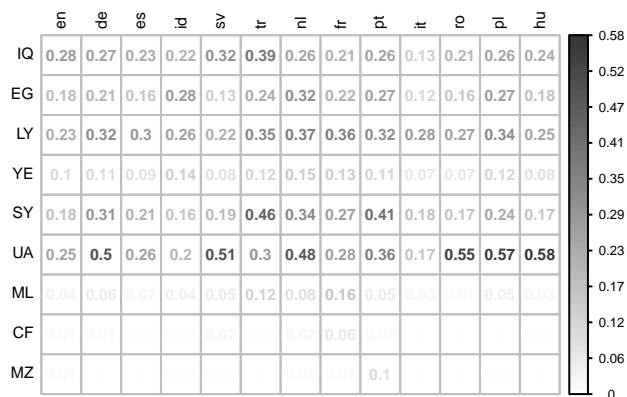 en de es id sv tr nl fr pt it ro pl hu
IQ 0.28 0.27 0.23 0.22 0.32 0.39 0.26 0.21 0.26 0.13 0.21 0.26 0.24
EG 0.18 0.21 0.16 0.28 0.13 0.24 0.32 0.22 0.27 0.12 0.16 0.27 0.18
LY 0.23 0.32 0.3 0.26 0.22 0.35 0.37 0.36 0.32 0.28 0.27 0.34 0.25
YE 0.1 0.11 0.09 0.14 0.08 0.12 0.15 0.13 0.11 0.07 0.07 0.12 0.08
SY 0.18 0.31 0.21 0.16 0.19 0.46 0.34 0.27 0.41 0.18 0.17 0.24 0.17
UA 0.25 0.5 0.26 0.2 0.51 0.3 0.48 0.28 0.36 0.17 0.55 0.57 0.58
ML 0.04 0.06 0.02 0.04 0.05 0.12 0.08 0.16 0.05 0.03 0.01 0.05 0.03
CF 0.01 0.01 0.02 0.02 0.06 0.02
MZ 0.01 0.02 0.01 0.1
0.58
0.52
0.47
0.41
0.35
0.29
0.23
0.17
0.12
0.06
0